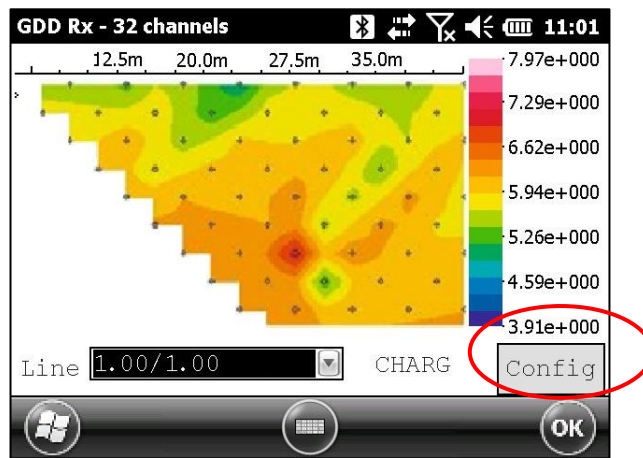 GDD Rx - 32 channels 11:01
12.5m 20.0m 27.5m 35.0m
7.97e+000
7.29e+000
6.62e+000
5.94e+000
5.26e+000
4.59e+000
3.91e+000
Line 1.00/1.00 CHARG Config
OK